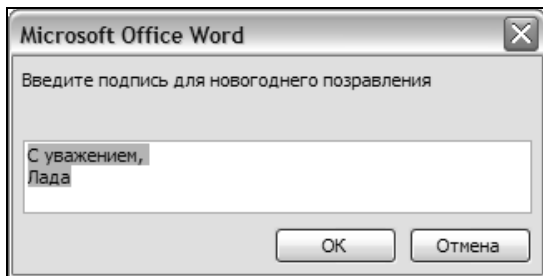 Microsoft Office Word
Введите подпись для новогоднего позравления
С уважением,
Лада
OK
Отмена